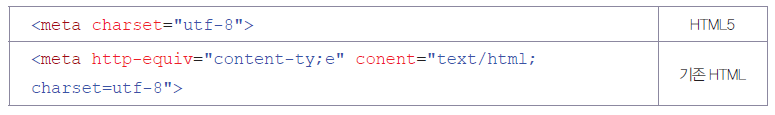 <meta charset="utf-8"> HTML5
<meta http-equiv="content-ty;e" conent="text/html;
charset=utf-8"> 기존 HTML